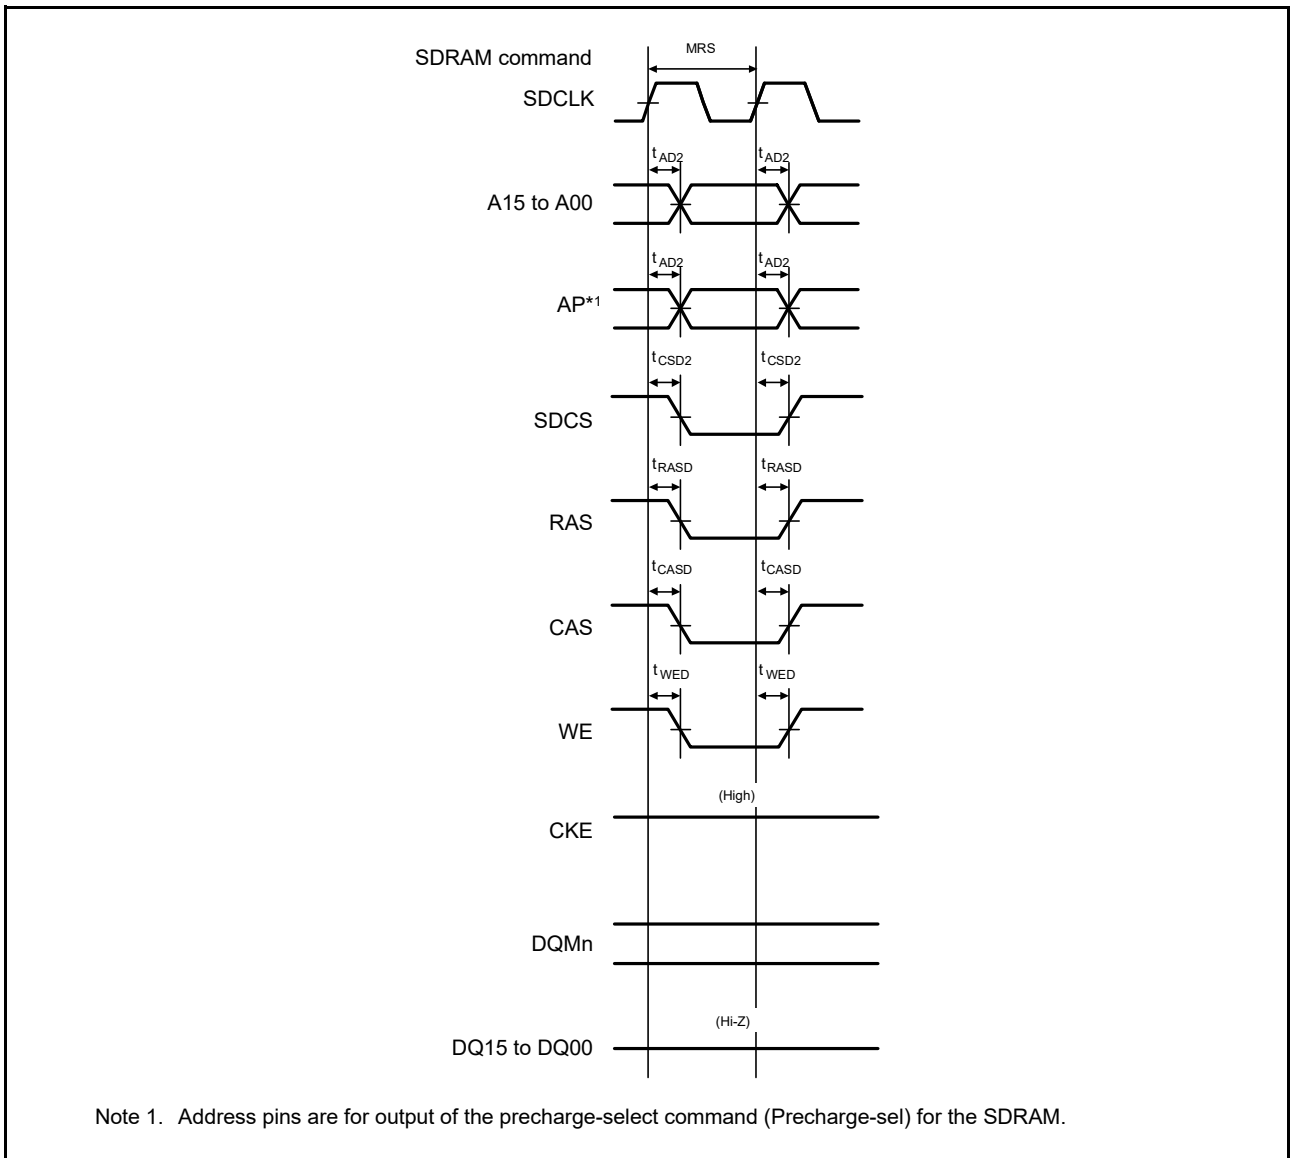 MRS
SDRAM command
SDCLK
tAD2 tAD2
A15 to A00
tAD2 tAD2
AP*1
tCSD2 tCSD2
SDCS
tRASD tRASD
RAS
tCASD tCASD
CAS
tWED tWED
WE
(High)
CKE
DQMn
(Hi-Z)
DQ15 to DQ00
Note 1. Address pins are for output of the precharge-select command (Precharge-sel) for the SDRAM.